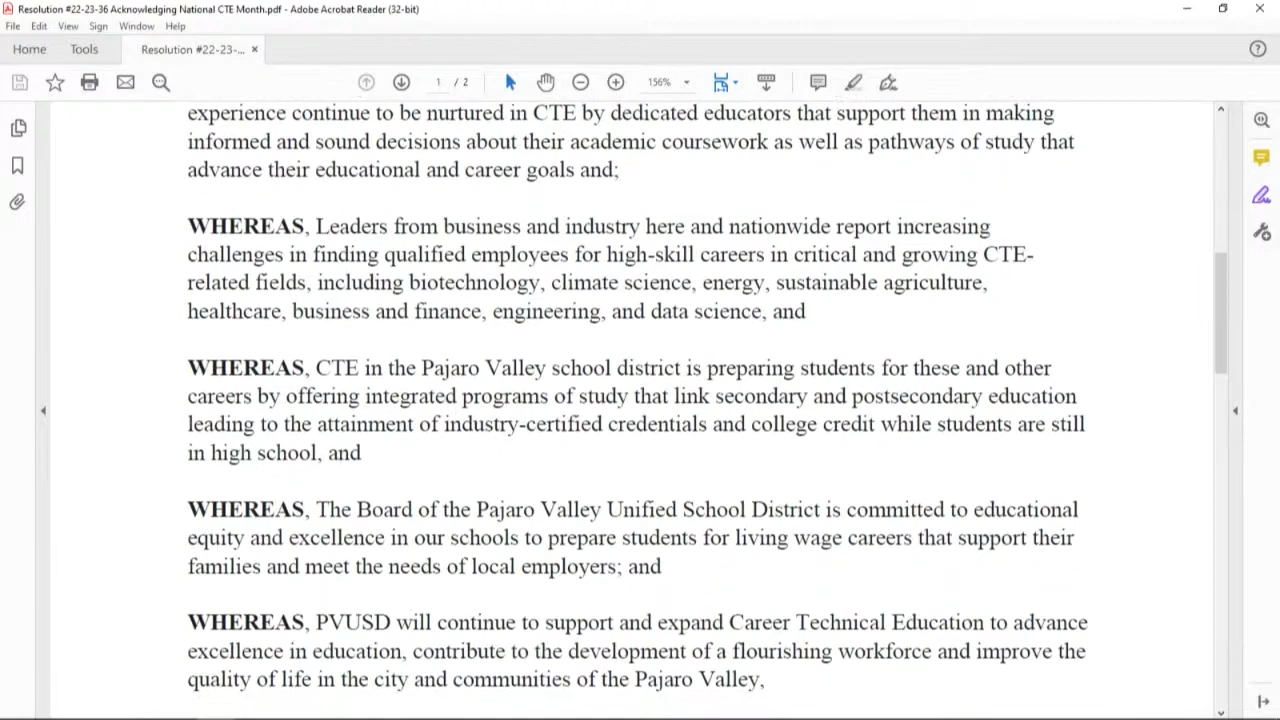 Resolution #22-23-36 Acknowledging National CTE Month.pdf - Adobe Acrobat Reader (32-bit)
File Edit View Sign Window Help
Home Tools Resolution #22-23-... ×
1 / 2 156%
experience continue to be nurtured in CTE by dedicated educators that support them in making
informed and sound decisions about their academic coursework as well as pathways of study that
advance their educational and career goals and;
WHEREAS, Leaders from business and industry here and nationwide report increasing
challenges in finding qualified employees for high-skill careers in critical and growing CTE-
related fields, including biotechnology, climate science, energy, sustainable agriculture,
healthcare, business and finance, engineering, and data science, and
WHEREAS, CTE in the Pajaro Valley school district is preparing students for these and other
careers by offering integrated programs of study that link secondary and postsecondary education
leading to the attainment of industry-certified credentials and college credit while students are still
in high school, and
WHEREAS, The Board of the Pajaro Valley Unified School District is committed to educational
equity and excellence in our schools to prepare students for living wage careers that support their
families and meet the needs of local employers; and
WHEREAS, PVUSD will continue to support and expand Career Technical Education to advance
excellence in education, contribute to the development of a flourishing workforce and improve the
quality of life in the city and communities of the Pajaro Valley,